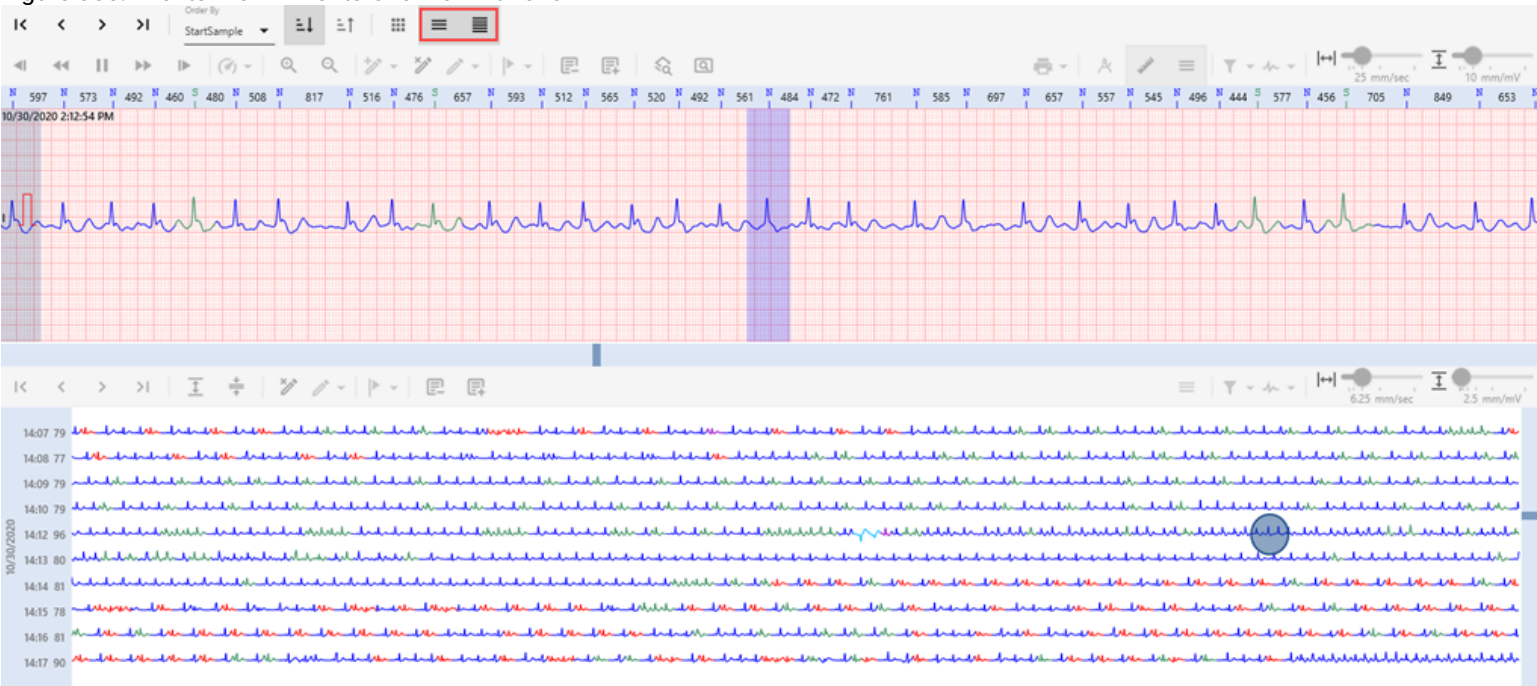 Order By
StartSample
25 mm/sec 10 mm/mV
N 597 N 573 N 492 N 460 S 480 N 508 N 817 N 516 N 476 S 657 N 593 N 512 N 565 N 520 N 492 N 561 N 484 N 472 N 761 N 585 N 697 N 657 N 557 N 545 N 496 N 444 S 577 N 456 S 705 N 849 N 653 N
10/30/2020 2:12:54 PM
6.25 mm/sec 2.5 mm/mV
10/30/2020
14:07 79
14:08 77
14:09 79
14:10 79
14:12 96
14:13 80
14:14 81
14:15 78
14:16 81
14:17 90